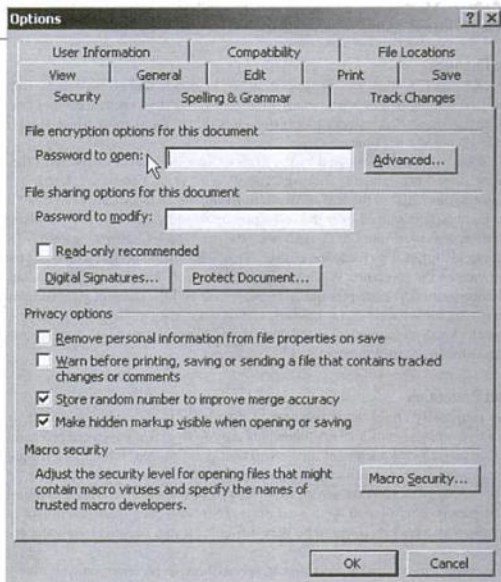 Options
User Information Compatibility File Locations
View General Edit Print Save
Security Spelling & Grammar Track Changes
File encryption options for this document
Password to open:
Advanced...
File sharing options for this document
Password to modify:
Read-only recommended
Digital Signatures... Protect Document...
Privacy options
Remove personal information from file properties on save
Warn before printing, saving or sending a file that contains tracked
changes or comments
Store random number to improve merge accuracy
Make hidden markup visible when opening or saving
Macro security
Adjust the security level for opening files that might
contain macro viruses and specify the names of
trusted macro developers.
Macro Security...
OK Cancel